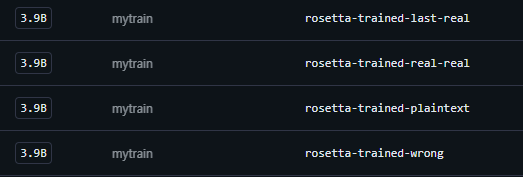 3.9B mytrain rosetta-trained-last-real
3.9B mytrain rosetta-trained-real-real
3.9B mytrain rosetta-trained-plaintext
3.9B mytrain rosetta-trained-wrong